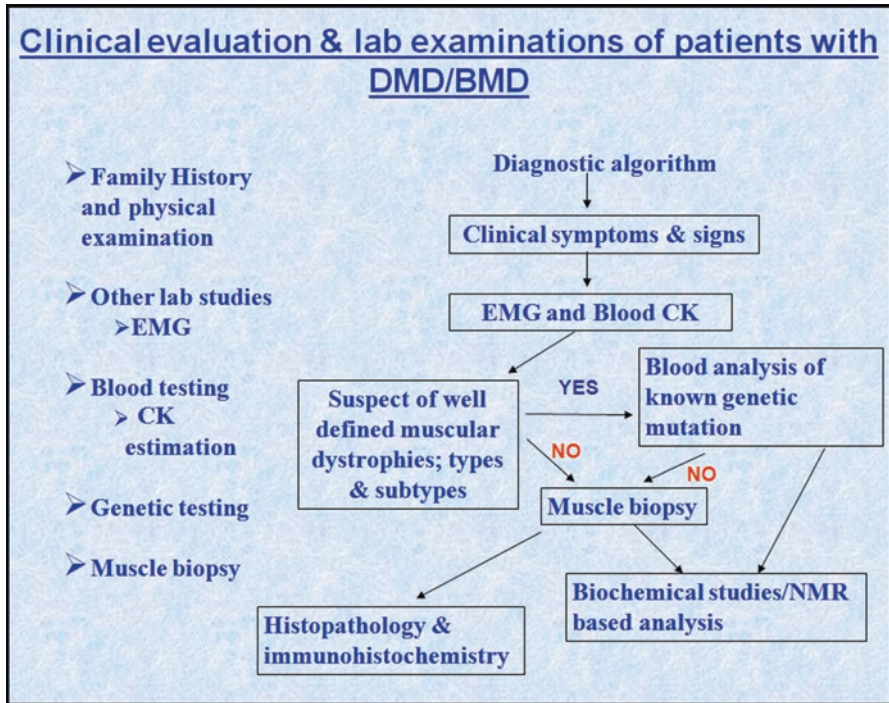 Clinical evaluation & lab examinations of patients with
DMD/BMD
➢ Family History
and physical
examination
➢ Other lab studies
➢ EMG
➢ Blood testing
➢ CK
estimation
➢ Genetic testing
➢ Muscle biopsy
Diagnostic algorithm
Clinical symptoms & signs
EMG and Blood CK
Suspect of well
defined muscular
dystrophies; types
& subtypes
YES
Blood analysis of
known genetic
mutation
NO
NO
Muscle biopsy
Histopathology &
immunohistochemistry
Biochemical studies/NMR
based analysis